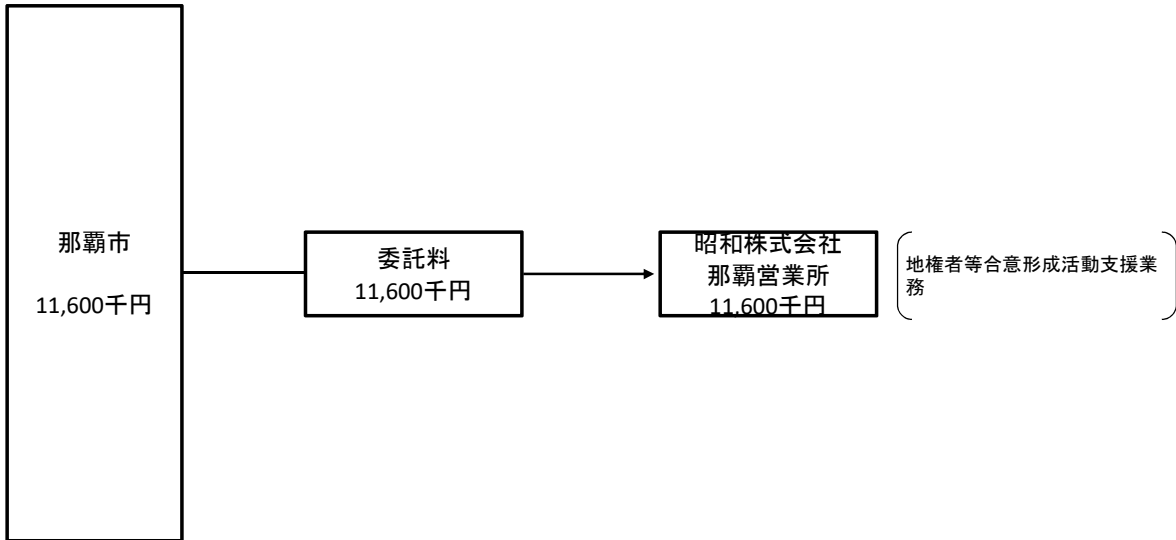 那覇市
11,600千円
委託料
11,600千円
昭和株式会社
那覇営業所
11,600千円
地権者等合意形成活動支援業
務